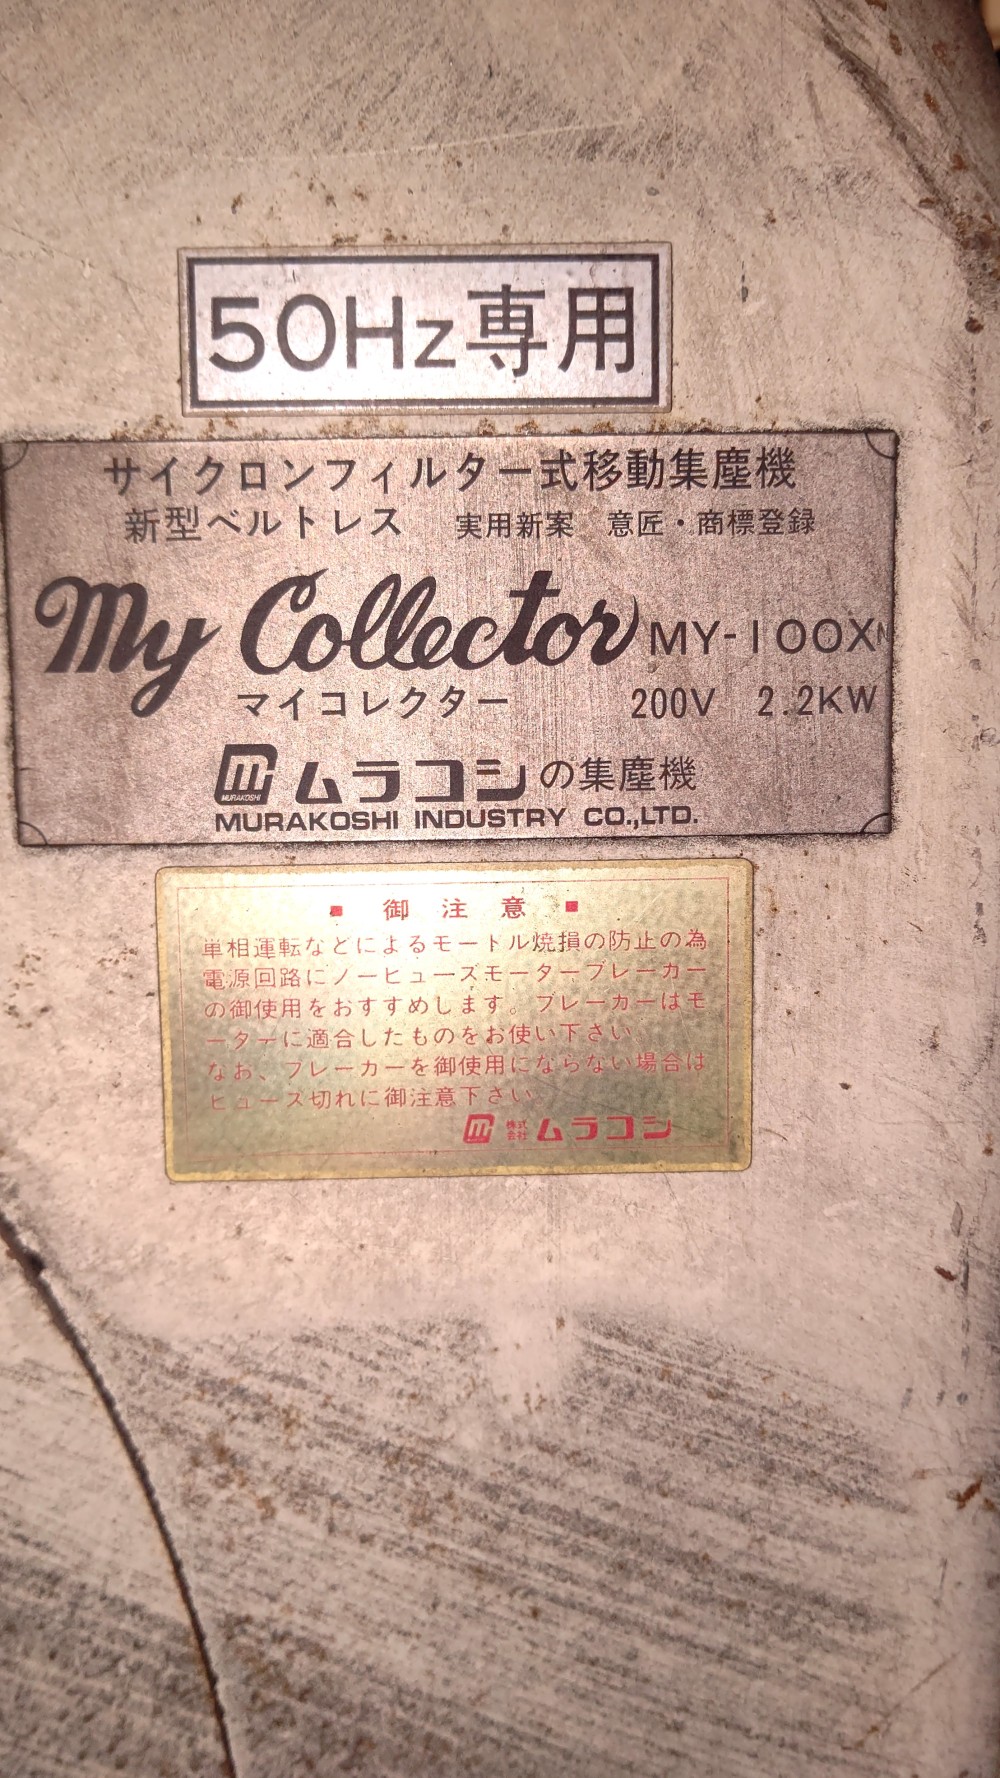 50Hz専用
サイクロンフィルター式移動集塵機
新型ベルトレス 実用新案 意匠・商標登録
My Collector MY-100XN
マイコレクター 200V 2.2KW
m MURAKOSHI ムラコシの集塵機
MURAKOSHI INDUSTRY CO.,LTD.
▪ 御注意 ▪
単相運転などによるモートル焼損の防止の為
電源回路にノーヒューズモーターブレーカー
の御使用をおすすめします。ブレーカーはモ
ーターに適合したものをお使い下さい。
なお、ブレーカーを御使用にならない場合は
ヒューズ切れに御注意下さい。
m 株式会社 ムラコシ